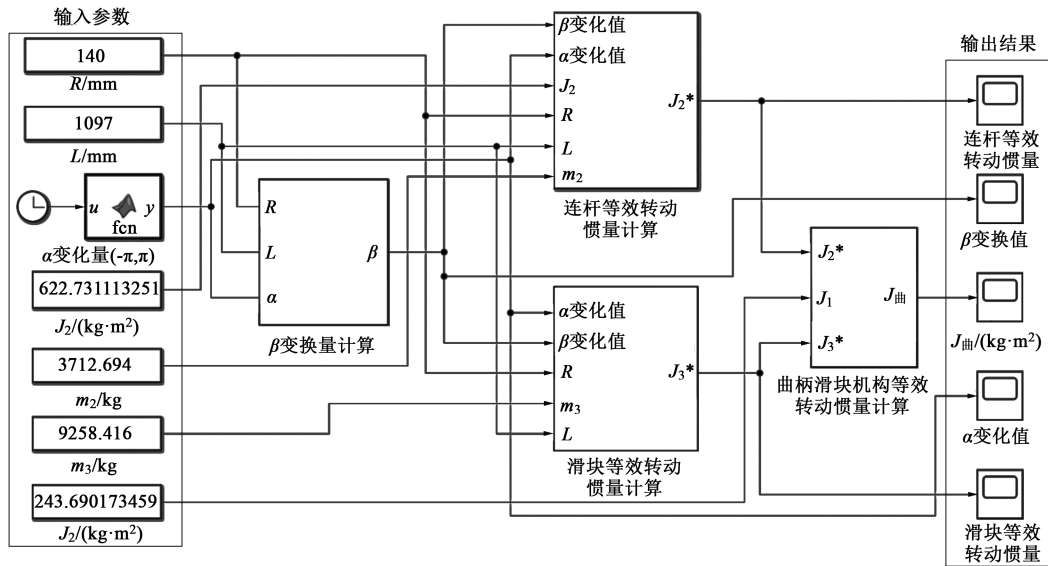 输入参数
140
R/mm
1097
L/mm
u
fcn
y
α变化量(-π,π)
622.731113251
J₂/(kg·m²)
3712.694
m₂/kg
9258.416
m₃/kg
243.690173459
J₂/(kg·m²)
R
L
α
β
β变换量计算
β变化值
α变化值
J₂
R
L
m₂
J₂*
连杆等效转动
惯量计算
α变化值
β变化值
R
m₃
L
J₃*
滑块等效转动
惯量计算
J₂*
J₁
J₃*
J曲
曲柄滑块机构等效
转动惯量计算
输出结果
连杆等效
转动惯量
β变换值
J曲/(kg·m²)
α变化值
滑块等效
转动惯量